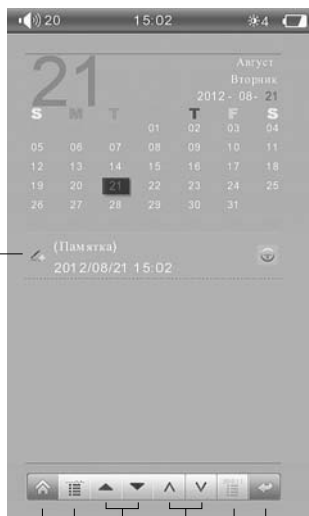 20 15:02 4
21
Август
Вторник
2012 - 08- 21
S M T T F S
01 02 03 04
05 06 07 08 09 10 11
12 13 14 15 16 17 18
19 20 21 22 23 24 25
26 27 28 29 30 31
(Памятка)
2012/08/21 15:02